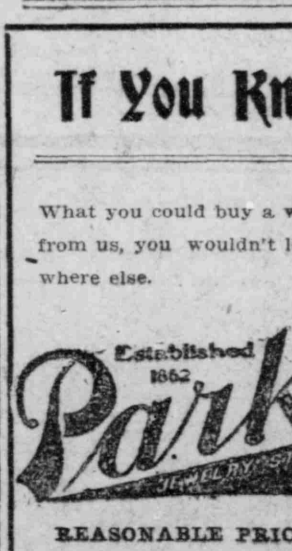 If You Kn
What you could buy a w
from us, you wouldn't l
where else.
Established
1862
Park
JEWELRY ST
REASONABLE PRIC